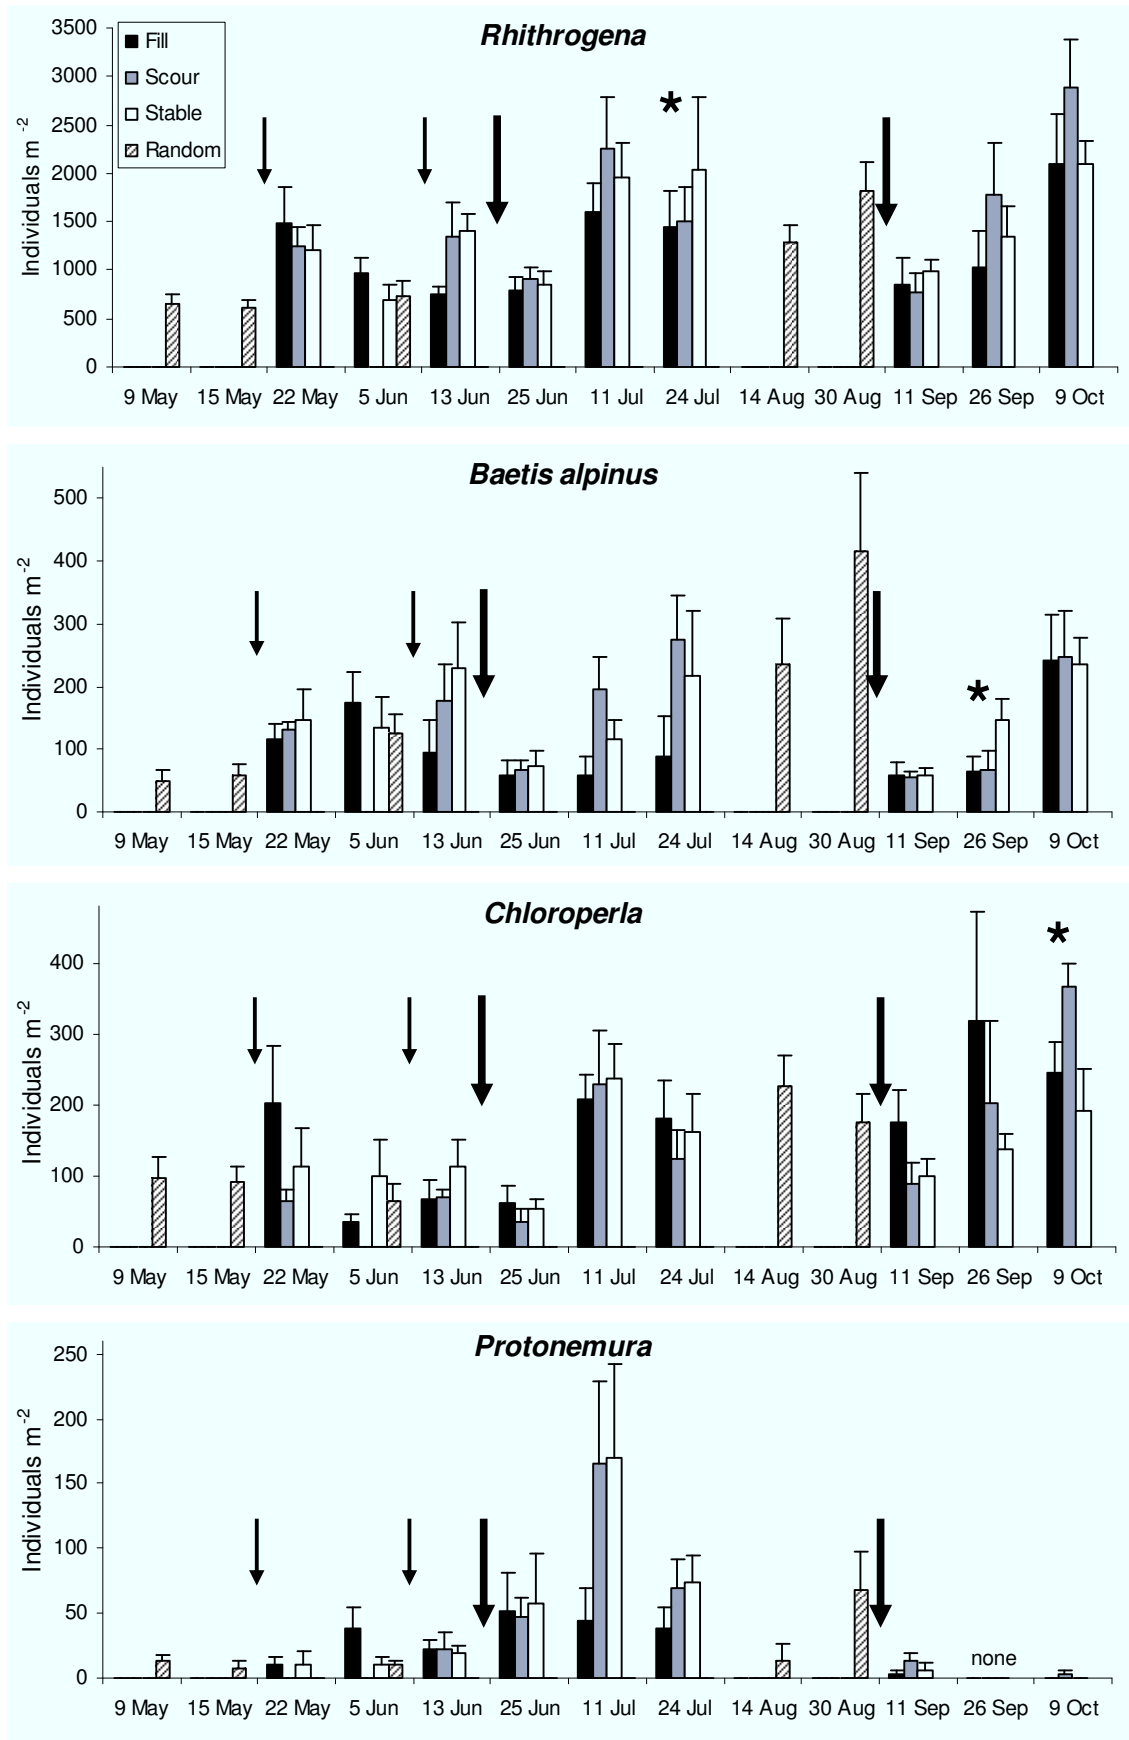 Rhithrogena
Fill
Scour
Stable
Random
Individuals m -2
3500
3000
2500
2000
1500
1000
500
0
*
9 May 15 May 22 May 5 Jun 13 Jun 25 Jun 11 Jul 24 Jul 14 Aug 30 Aug 11 Sep 26 Sep 9 Oct
Baetis alpinus
Individuals m-2
500
400
300
200
100
0
*
9 May 15 May 22 May 5 Jun 13 Jun 25 Jun 11 Jul 24 Jul 14 Aug 30 Aug 11 Sep 26 Sep 9 Oct
Chloroperla
Individuals m-2
400
300
200
100
0
*
9 May 15 May 22 May 5 Jun 13 Jun 25 Jun 11 Jul 24 Jul 14 Aug 30 Aug 11 Sep 26 Sep 9 Oct
Protonemura
Individuals m -2
250
200
150
100
50
0
none
9 May 15 May 22 May 5 Jun 13 Jun 25 Jun 11 Jul 24 Jul 14 Aug 30 Aug 11 Sep 26 Sep 9 Oct